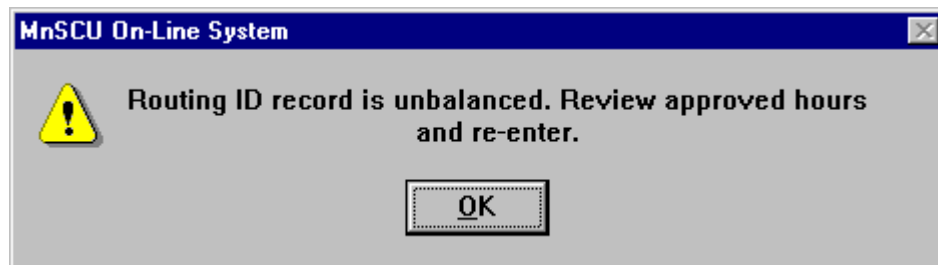 MnSCU On-Line System
Routing ID record is unbalanced. Review approved hours
and re-enter.
OK